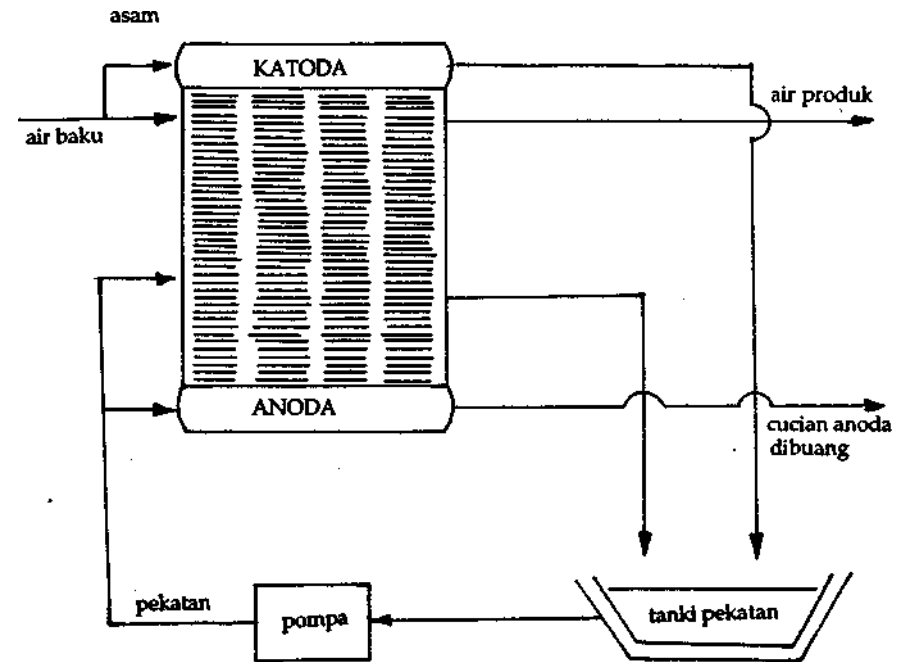 asam
KATODA
air produk
air baku
ANODA
cucian anoda
dibuang
pekatan
pompa
tanki pekatan